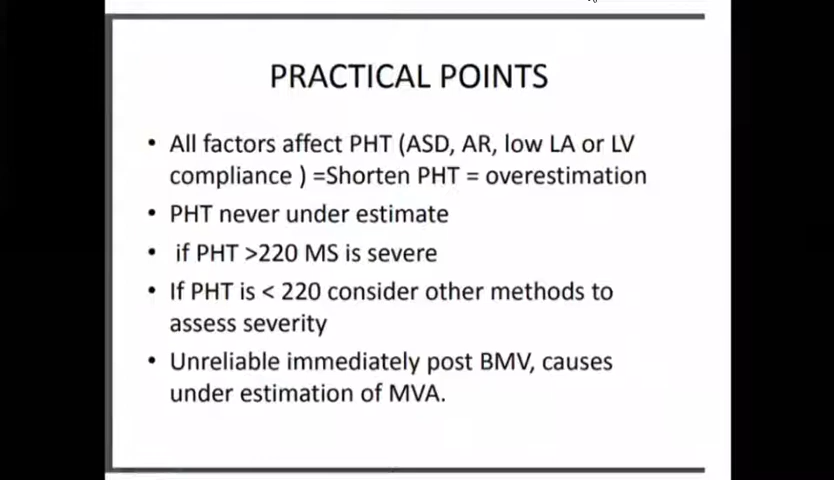 PRACTICAL POINTS
• All factors affect PHT (ASD, AR, low LA or LV
compliance ) =Shorten PHT = overestimation
• PHT never under estimate
• if PHT >220 MS is severe
• If PHT is < 220 consider other methods to
assess severity
• Unreliable immediately post BMV, causes
under estimation of MVA.